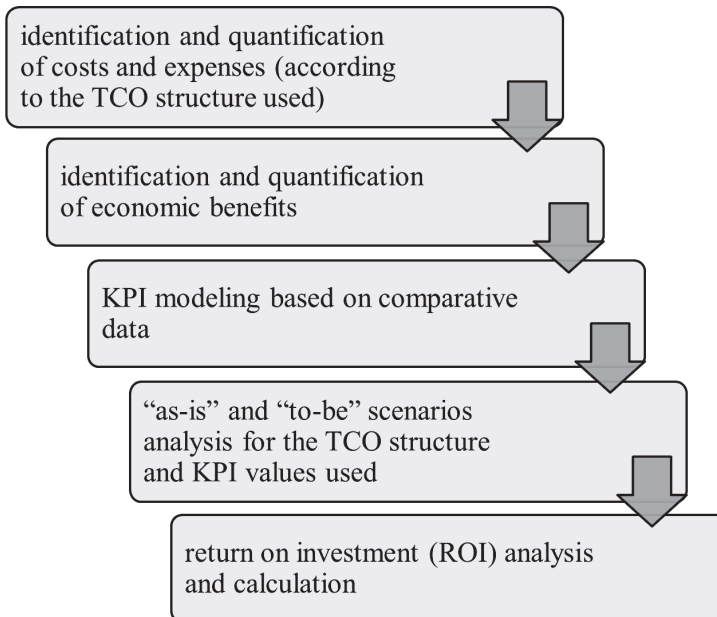 identification and quantification
of costs and expenses (according
to the TCO structure used)
identification and quantification
of economic benefits
KPI modeling based on comparative
data
“as-is” and “to-be” scenarios
analysis for the TCO structure
and KPI values used
return on investment (ROI) analysis
and calculation